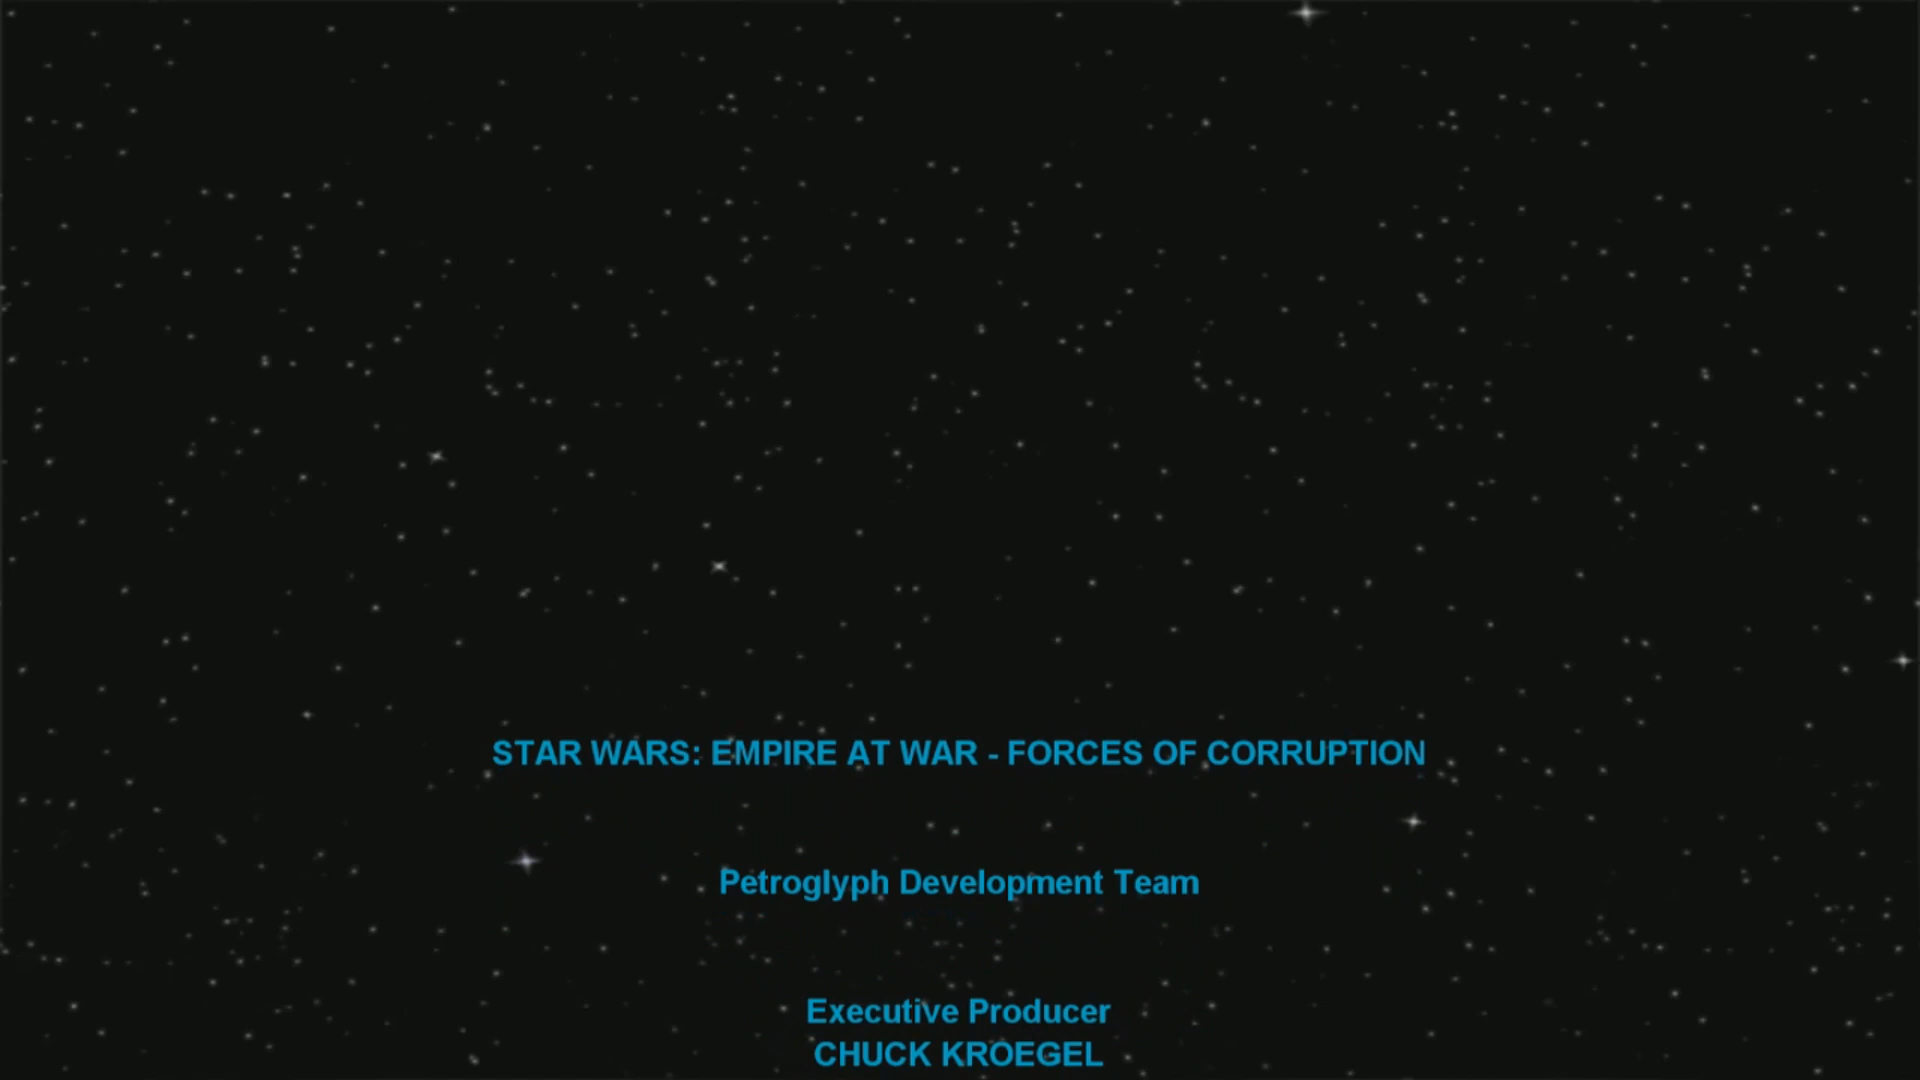 STAR WARS: EMPIRE AT WAR - FORCES OF CORRUPTION
Petroglyph Development Team
Executive Producer
CHUCK KROEGEL